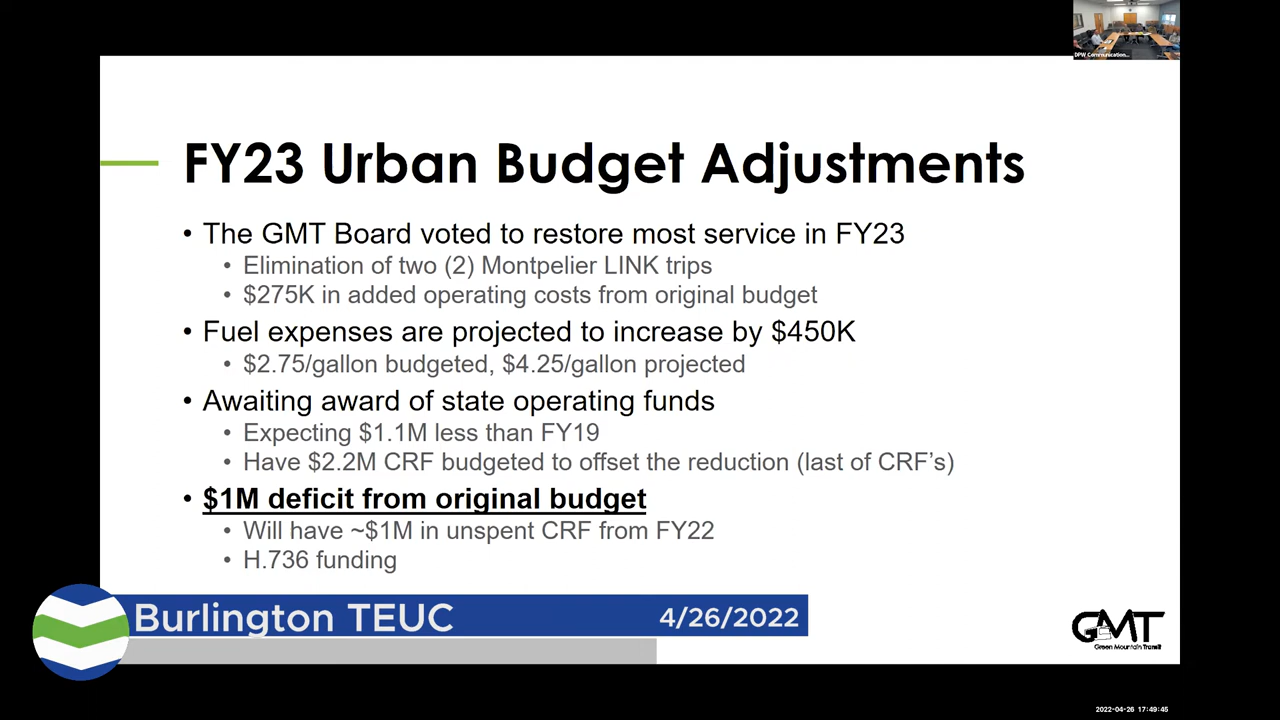 DPW Communication...
FY23 Urban Budget Adjustments
• The GMT Board voted to restore most service in FY23
• Elimination of two (2) Montpelier LINK trips
• $275K in added operating costs from original budget
• Fuel expenses are projected to increase by $450K
• $2.75/gallon budgeted, $4.25/gallon projected
• Awaiting award of state operating funds
• Expecting $1.1M less than FY19
• Have $2.2M CRF budgeted to offset the reduction (last of CRF's)
• $1M deficit from original budget
• Will have ~$1M in unspent CRF from FY22
• H.736 funding
Burlington TEUC 4/26/2022
GMT
Green Mountain Transit
2022-04-26 17:49:45